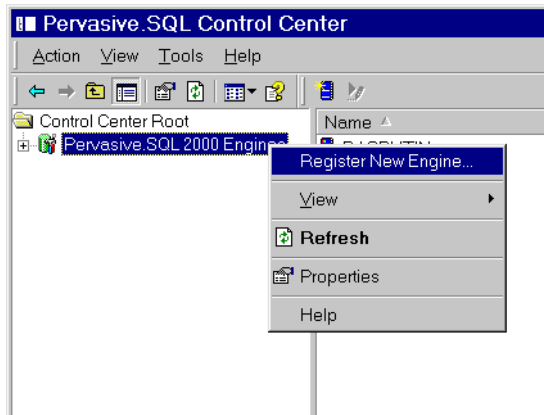 Pervasive.SQL Control Center
Action View Tools Help
Control Center Root
Name
Pervasive.SQL 2000 Engines
Register New Engine...
View
Refresh
Properties
Help